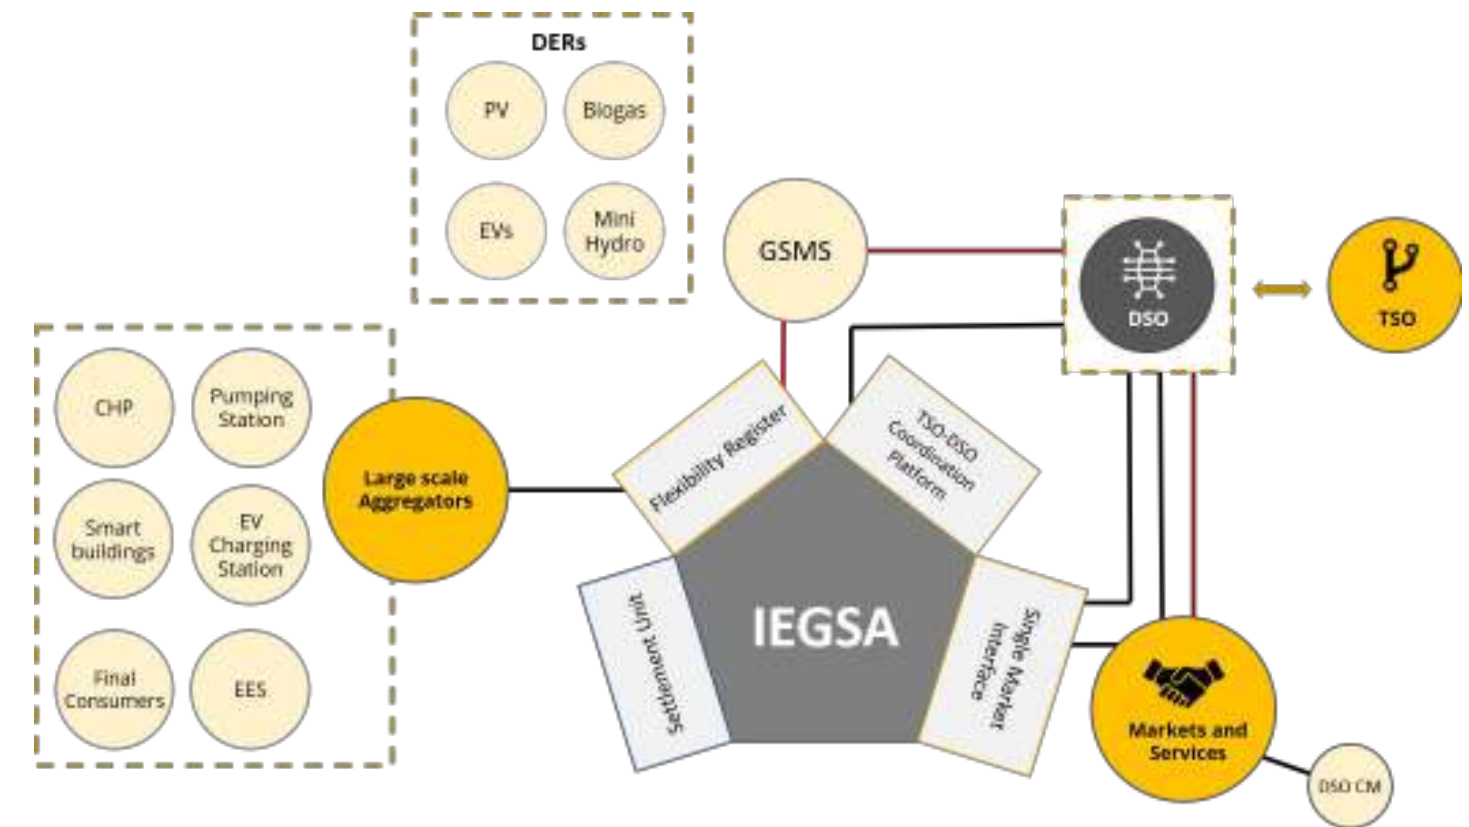 DERs
PV
Biogas
EVs
Mini
Hydro
GSMS
DSO
TSO
CHP
Pumping
Station
Large scale
Aggregators
Smart
buildings
EV
Charging
Station
Final
Consumers
EES
Flexibility Register
TSO-DSO
Coordination
Platform
Settlement Unit
IEGSA
Single Market
Interface
Markets and
Services
DSO CM